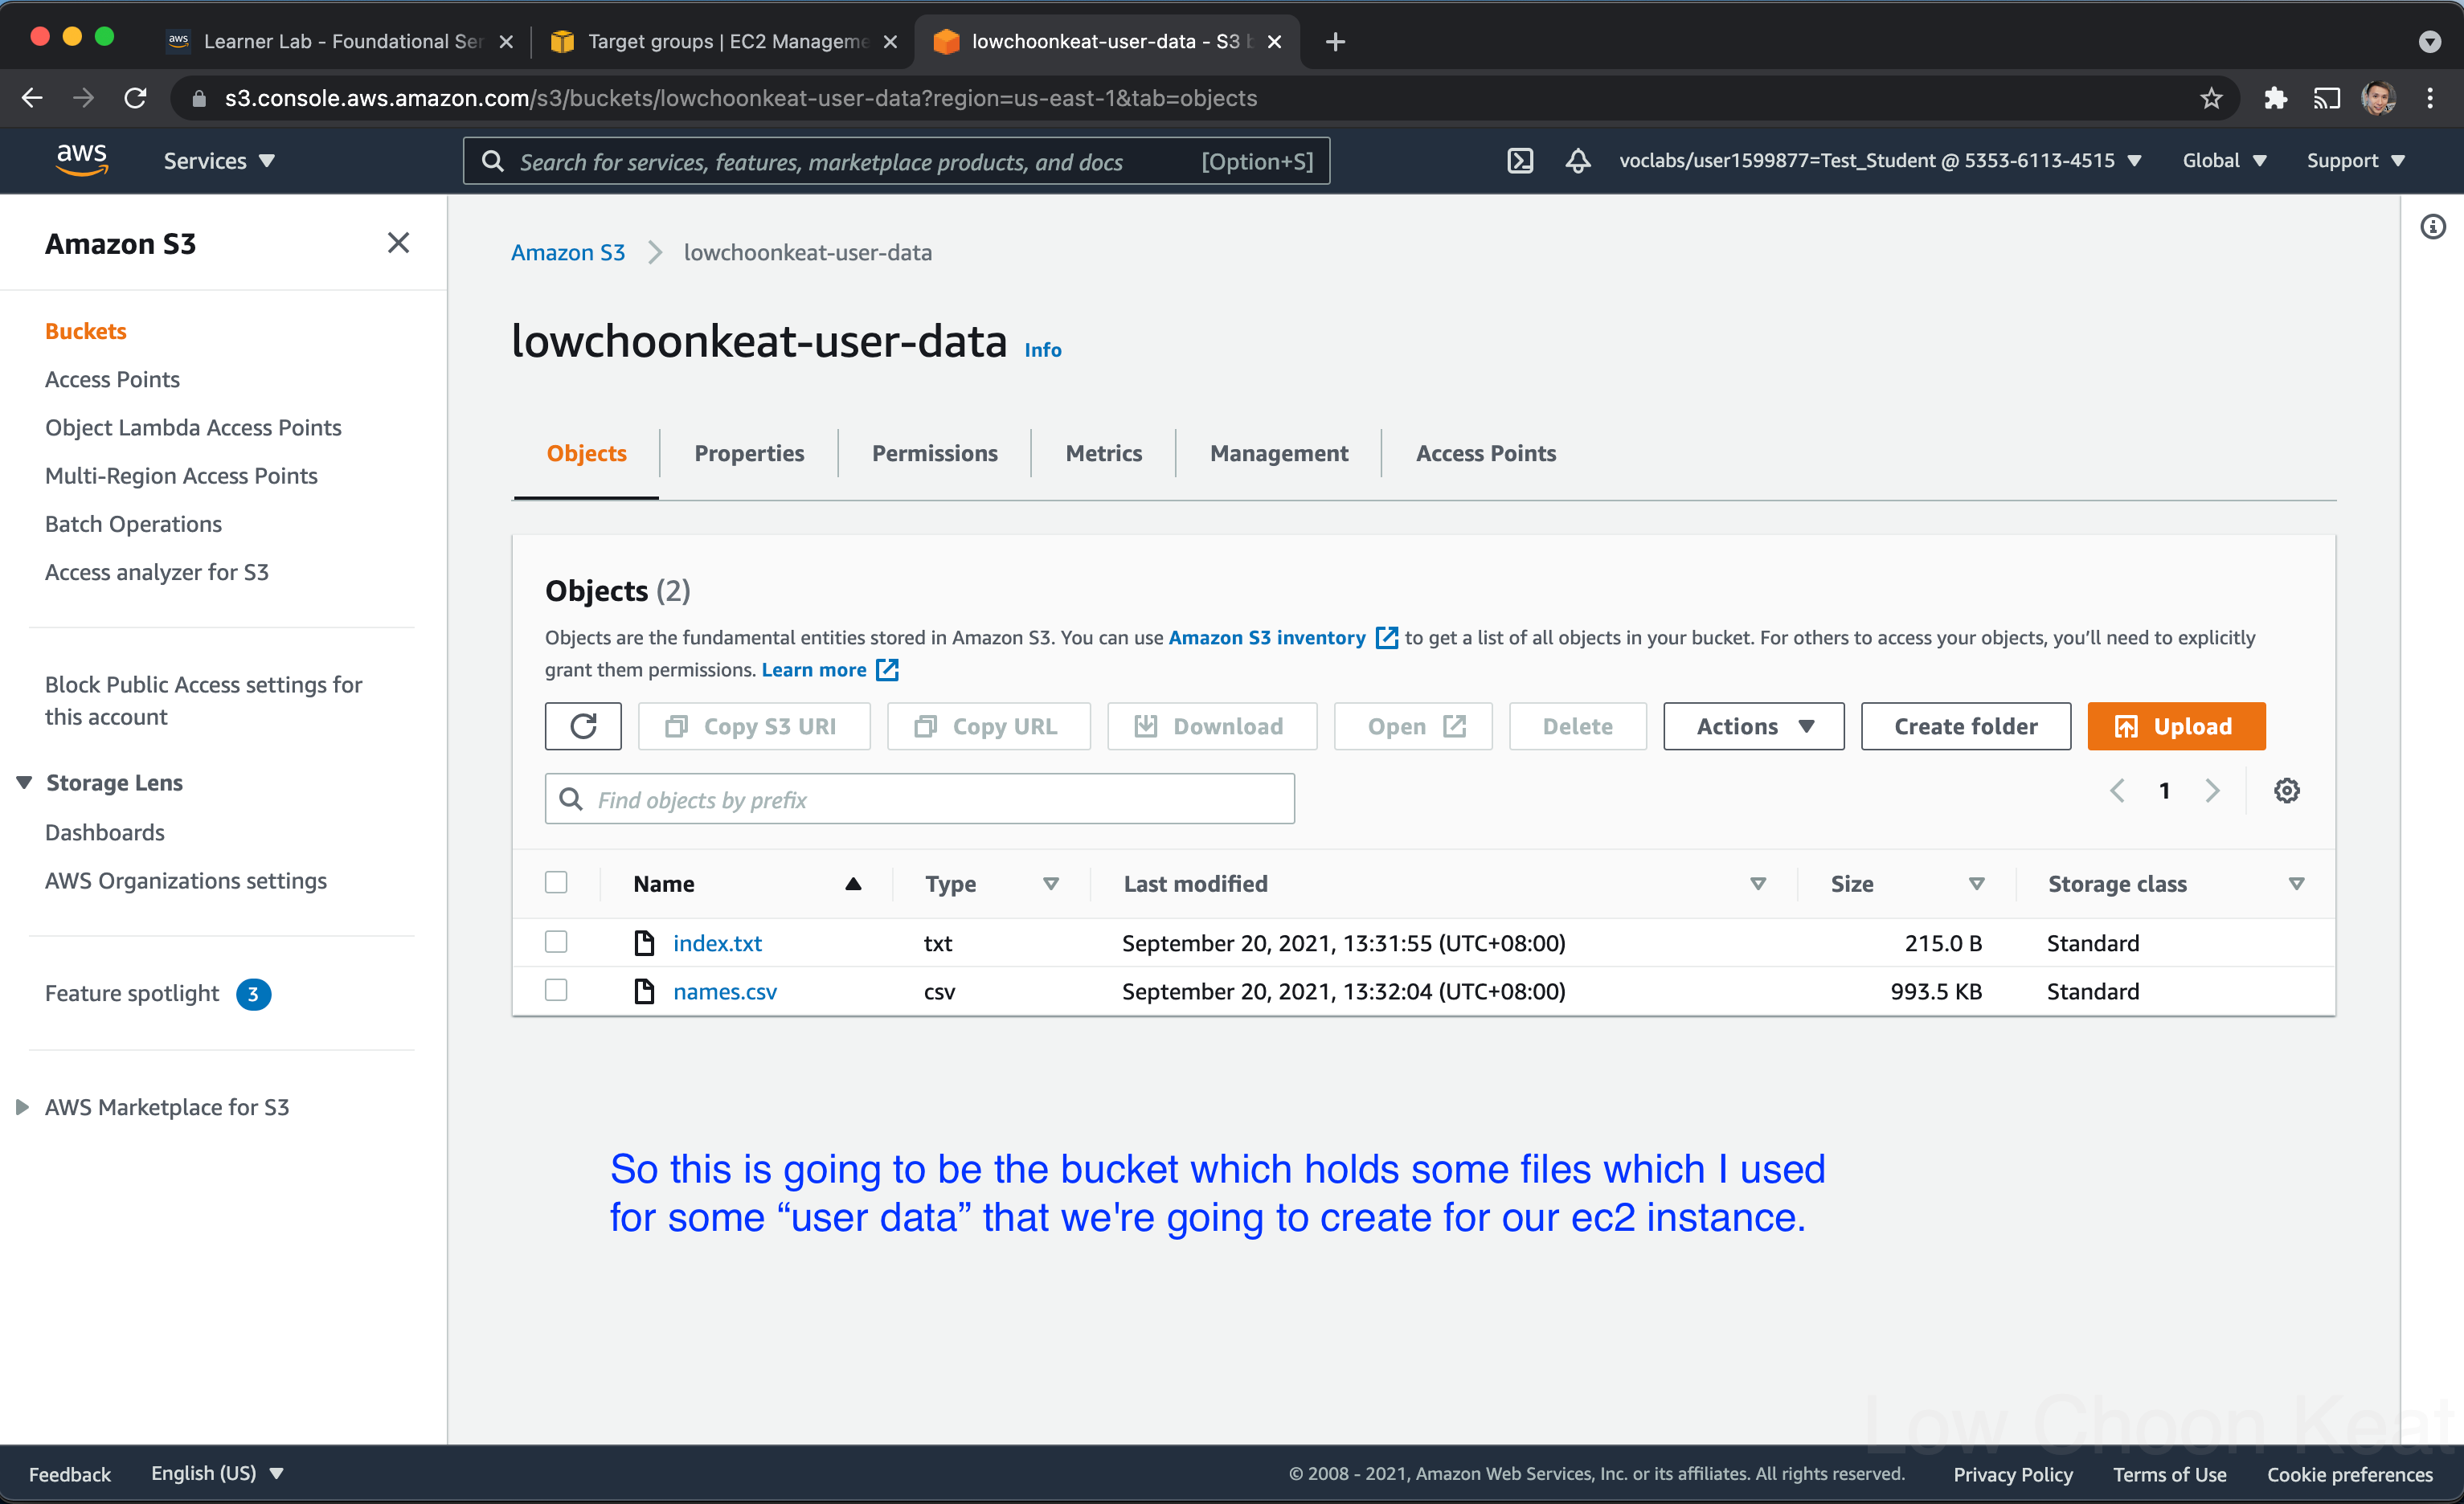 Learner Lab - Foundational Ser
Target groups | EC2 Manageme
lowchoonkeat-user-data - S3 b
s3.console.aws.amazon.com/s3/buckets/lowchoonkeat-user-data?region=us-east-1&tab=objects
aws
Services
Search for services, features, marketplace products, and docs
[Option+S]
voclabs/user1599877=Test_Student @ 5353-6113-4515
Global
Support
Amazon S3
Buckets
Access Points
Object Lambda Access Points
Multi-Region Access Points
Batch Operations
Access analyzer for S3
Block Public Access settings for
this account
Storage Lens
Dashboards
AWS Organizations settings
Feature spotlight 3
AWS Marketplace for S3
Amazon S3 > lowchoonkeat-user-data
lowchoonkeat-user-data Info
Objects
Properties
Permissions
Metrics
Management
Access Points
Objects (2)
Objects are the fundamental entities stored in Amazon S3. You can use Amazon S3 inventory to get a list of all objects in your bucket. For others to access your objects, you'll need to explicitly
grant them permissions. Learn more
Copy S3 URI
Copy URL
Download
Open
Delete
Actions
Create folder
Upload
Find objects by prefix
1
Name Type Last modified Size Storage class
index.txt txt September 20, 2021, 13:31:55 (UTC+08:00) 215.0 B Standard
names.csv csv September 20, 2021, 13:32:04 (UTC+08:00) 993.5 KB Standard
So this is going to be the bucket which holds some files which I used
for some “user data” that we're going to create for our ec2 instance.
Low Choon Keat
Feedback
English (US)
© 2008 - 2021, Amazon Web Services, Inc. or its affiliates. All rights reserved.
Privacy Policy
Terms of Use
Cookie preferences